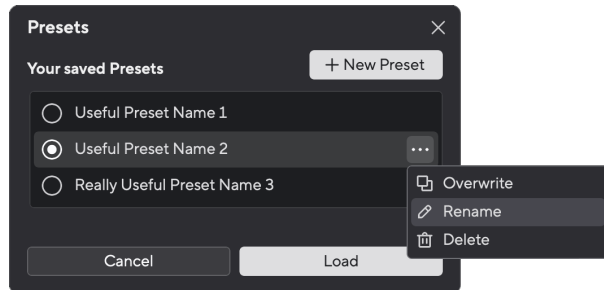 Presets
Your saved Presets
+ New Preset
Useful Preset Name 1
Useful Preset Name 2
Really Useful Preset Name 3
Overwrite
Rename
Delete
Cancel
Load